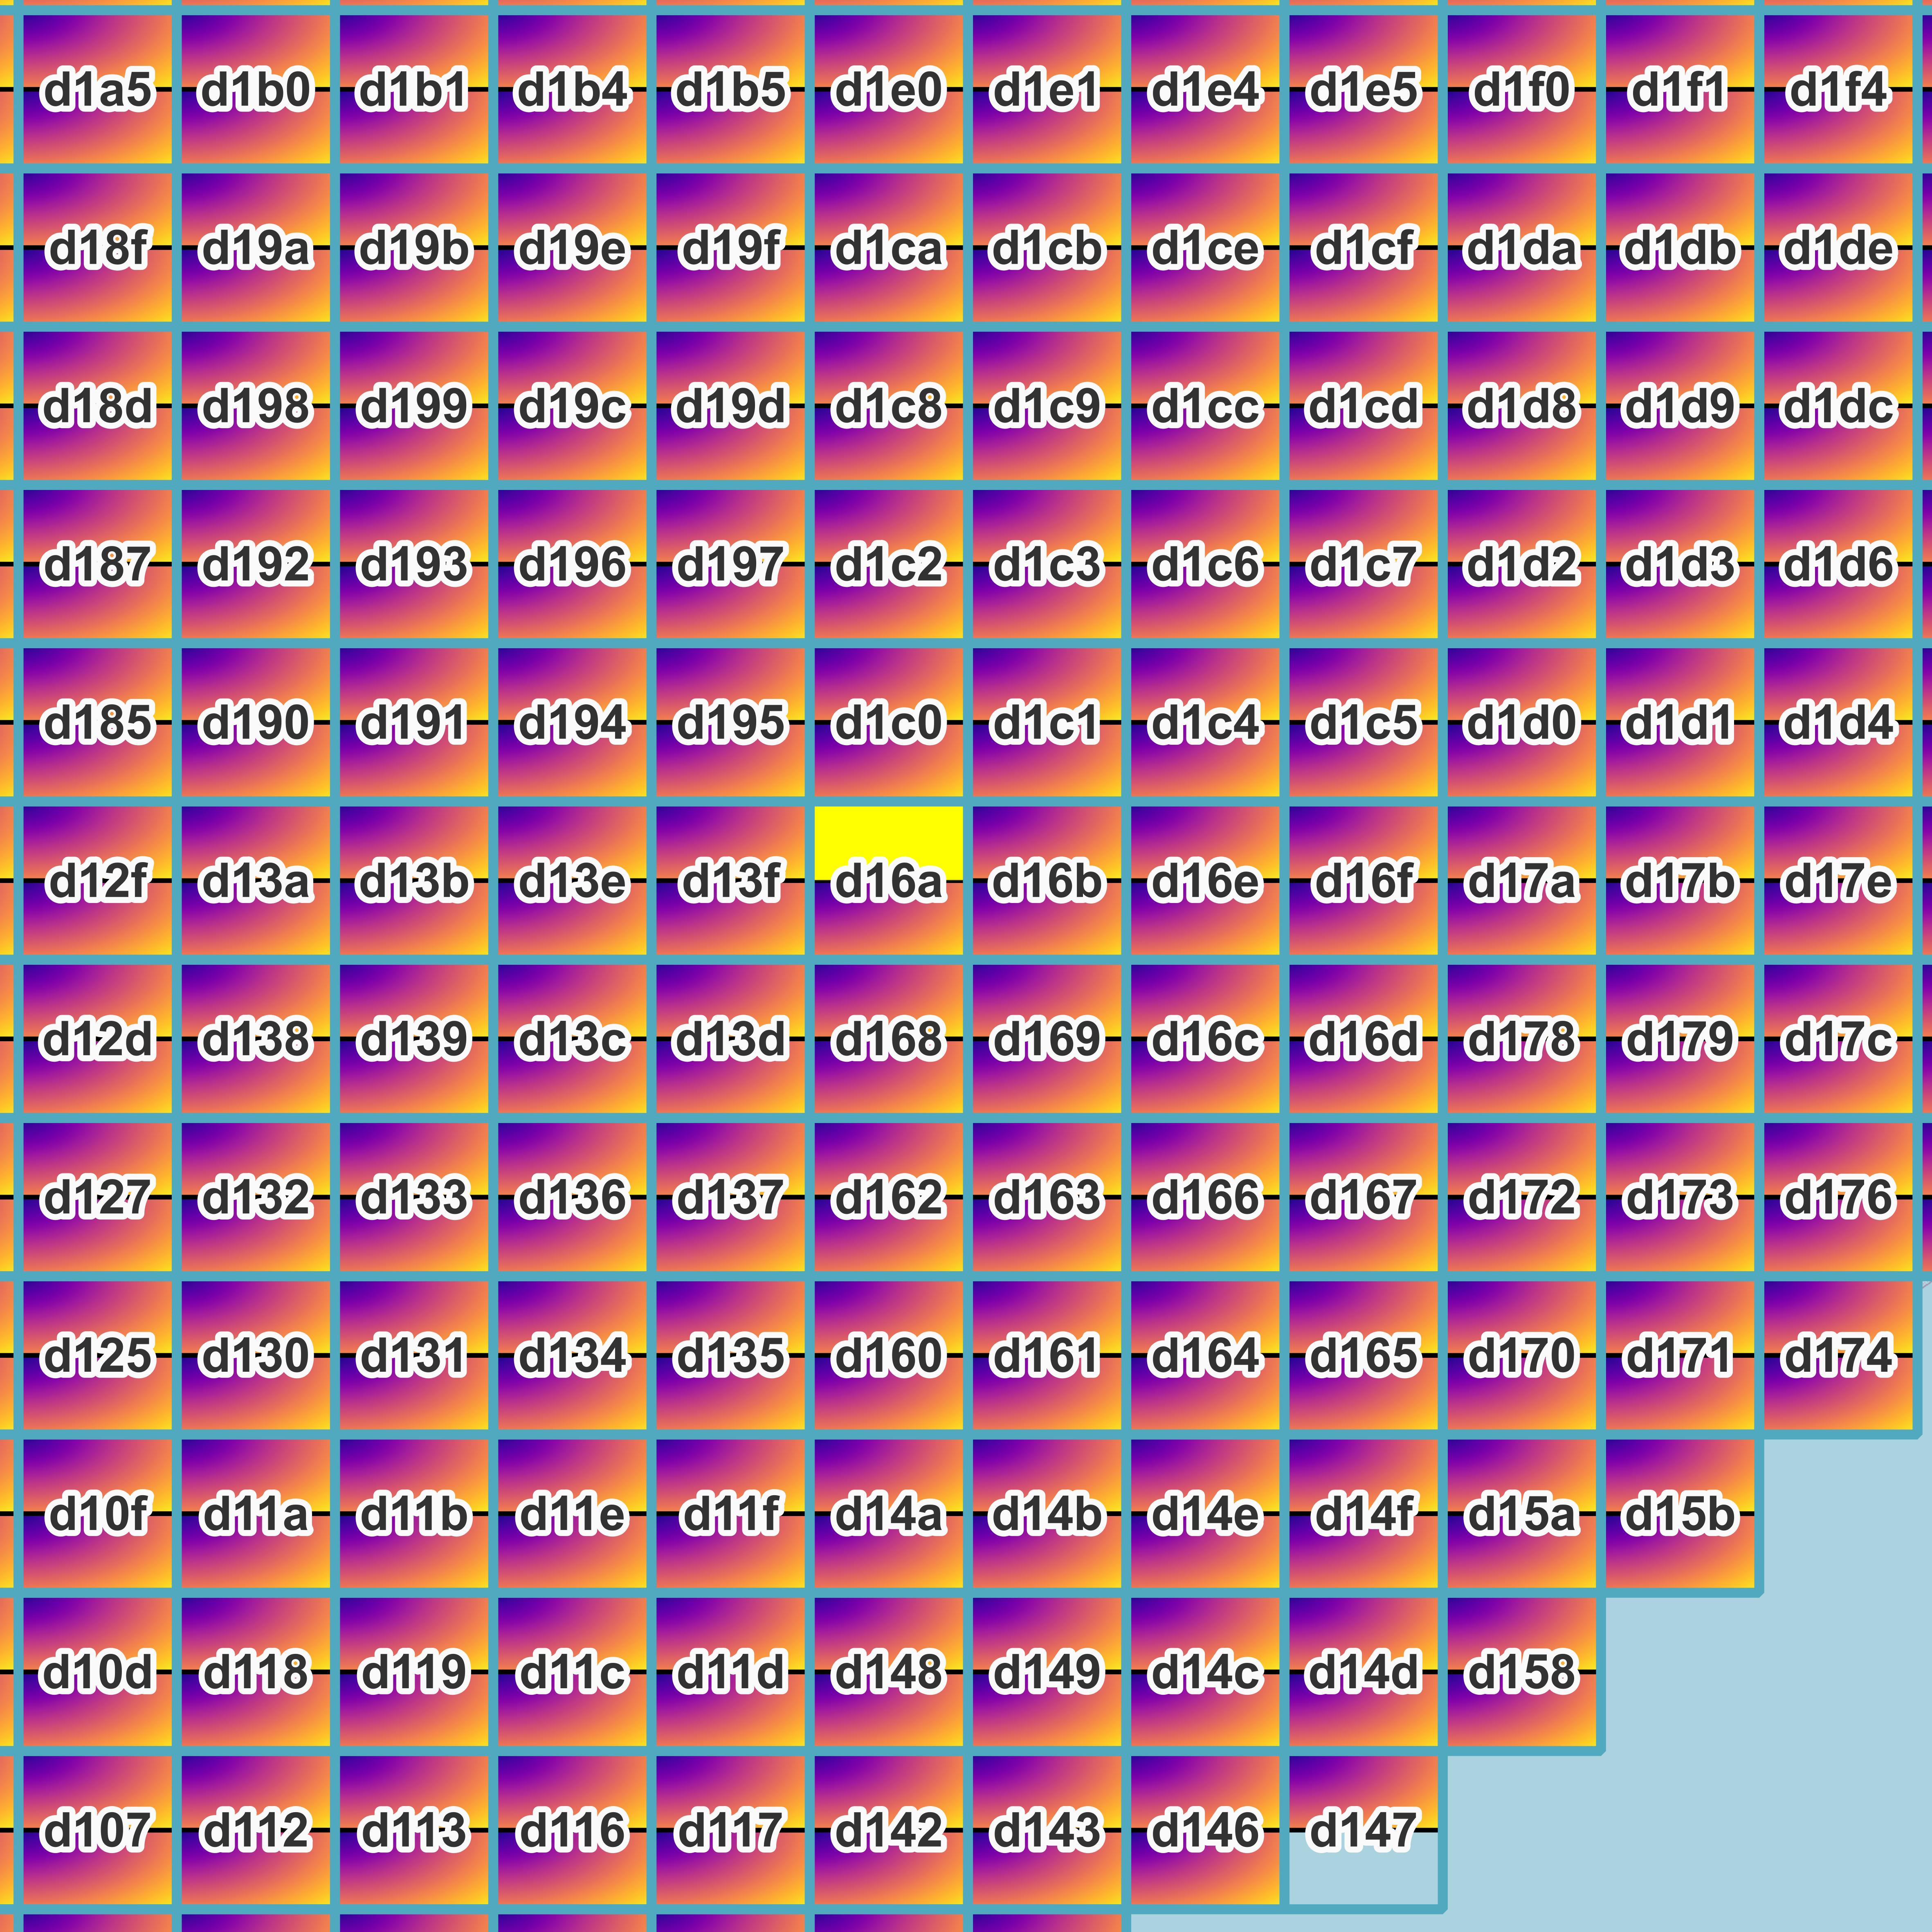 d1a5 d1b0 d1b1 d1b4 d1b5 d1e0 d1e1 d1e4 d1e5 d1f0 d1f1 d1f4
d18f d19a d19b d19e d19f d1ca d1cb d1ce d1cf d1da d1db d1de
d18d d198 d199 d19c d19d d1c8 d1c9 d1cc d1cd d1d8 d1d9 d1dc
d187 d192 d193 d196 d197 d1c2 d1c3 d1c6 d1c7 d1d2 d1d3 d1d6
d185 d190 d191 d194 d195 d1c0 d1c1 d1c4 d1c5 d1d0 d1d1 d1d4
d12f d13a d13b d13e d13f d16a d16b d16e d16f d17a d17b d17e
d12d d138 d139 d13c d13d d168 d169 d16c d16d d178 d179 d17c
d127 d132 d133 d136 d137 d162 d163 d166 d167 d172 d173 d176
d125 d130 d131 d134 d135 d160 d161 d164 d165 d170 d171 d174
d10f d11a d11b d11e d11f d14a d14b d14e d14f d15a d15b
d10d d118 d119 d11c d11d d148 d149 d14c d14d d158
d107 d112 d113 d116 d117 d142 d143 d146 d147